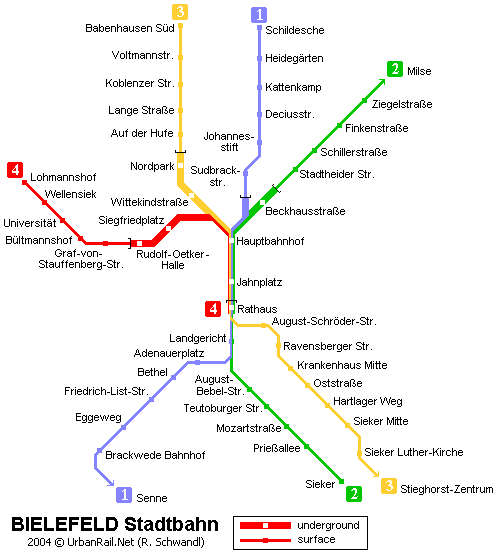 3
1
Babenhausen Süd
Schildesche
Voltmannstr.
Heidegärten
2
Milse
Koblenzer Str.
Kattenkamp
Ziegelstraße
Lange Straße
Deciusstr.
Finkenstraße
Auf der Hufe
Johannes-
stift
Schillerstraße
4
Nordpark
Sudbrack-
str.
Stadtheider Str.
Lohmannshof
Wellensiek
Wittekindstraße
Beckhausstraße
Siegfriedplatz
Universität
Bültmannshof
Hauptbahnhof
Graf-von-
Stauffenberg-Str.
Rudolf-Oetker-
Halle
Jahnplatz
4
Rathaus
August-Schröder-Str.
Landgericht
Ravensberger Str.
Adenauerplatz
Krankenhaus Mitte
Bethel
August-
Bebel-Str.
Oststraße
Friedrich-List-Str.
Hartlager Weg
Teutoburger Str.
Eggeweg
Sieker Mitte
Mozartstraße
Brackwede Bahnhof
Prießallee
Sieker Luther-Kirche
Sieker
3
Stieghorst-Zentrum
1
Senne
2
BIELEFELD Stadtbahn
2004 © UrbanRail.Net (R. Schwandl)
underground
surface